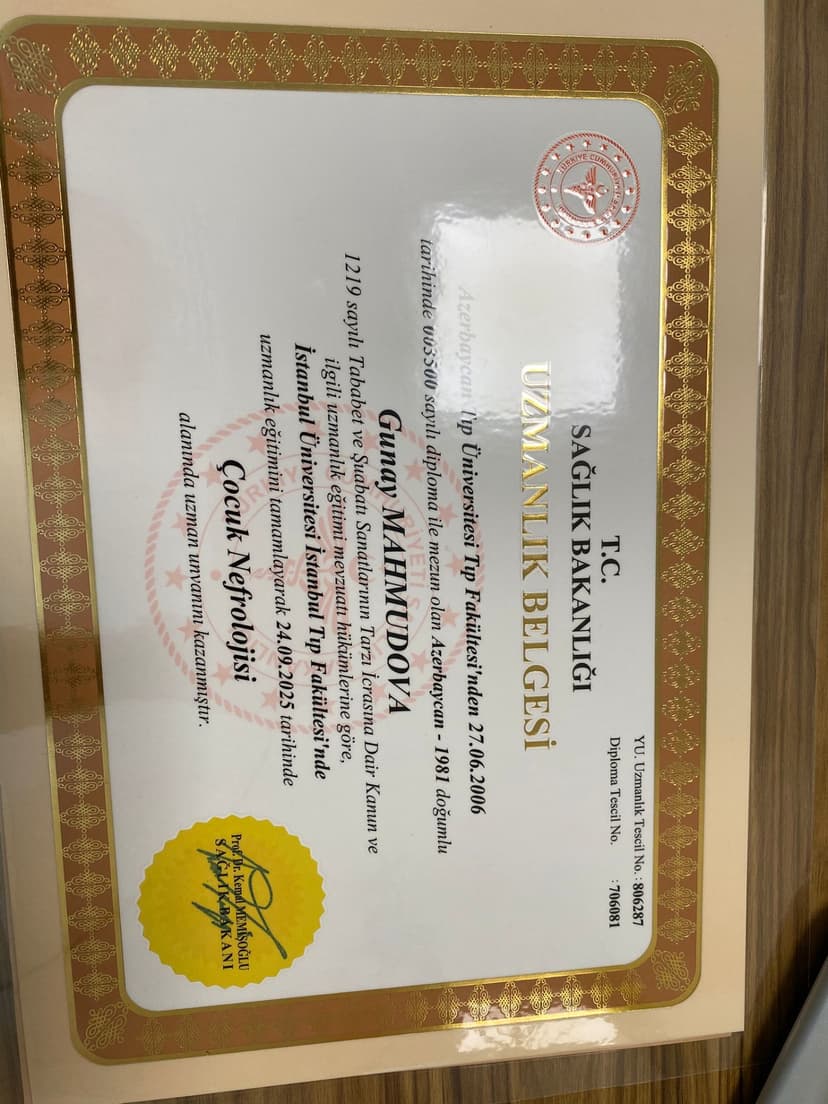 T.C.
SAĞLIK BAKANLIĞI
YU. Uzmanlık Tescil No. : 806287
Diploma Tescil No. : 706081
UZMANLIK BELGESİ
Azerbaycan Tıp Üniversitesi Tıp Fakültesi'nden 27.06.2006
tarihinde 003500 sayılı diploma ile mezun olan Azerbaycan - 1981 doğumlu
Gunay MAHMUDOVA
1219 sayılı Tababet ve Şuabatı Sanatlarının Tarzı İcrasına Dair Kanun ve
ilgili uzmanlık eğitimi mevzuatı hükümlerine göre,
İstanbul Üniversitesi İstanbul Tıp Fakültesi'nde
uzmanlık eğitimini tamamlayarak 24.09.2025 tarihinde
Çocuk Nefrolojisi
alanında uzman unvanını kazanmıştır.
Prof. Dr. Kemal MEMİŞOĞLU
SAĞLIK BAKANI